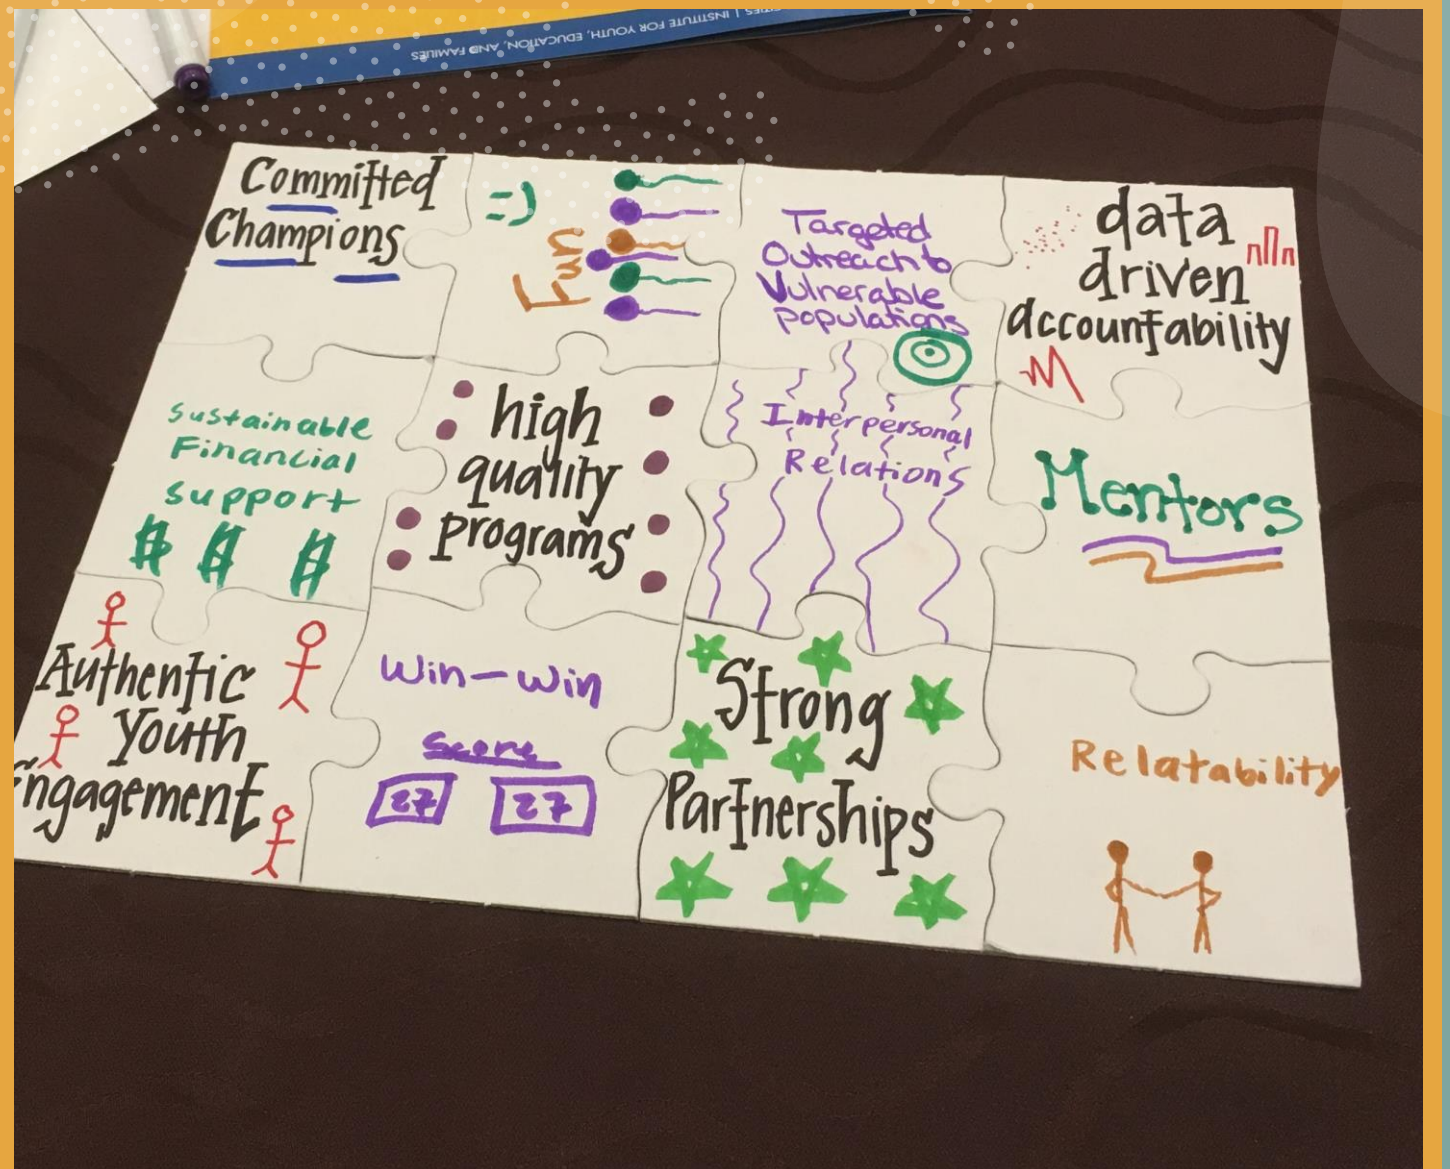 TIES | INSTITUTE FOR YOUTH, EDUCATION, AND FAMILIES
Committed
Champions
=)
Fun
Targeted
Outreach to
Vulnerable
populations
data
driven
accountability
Sustainable
Financial
support
$ $ $
high
quality
programs
Interpersonal
Relations
Mentors
Authentic
Youth
Engagement
Win-Win
Score
27 27
Strong
Partnerships
Relatability